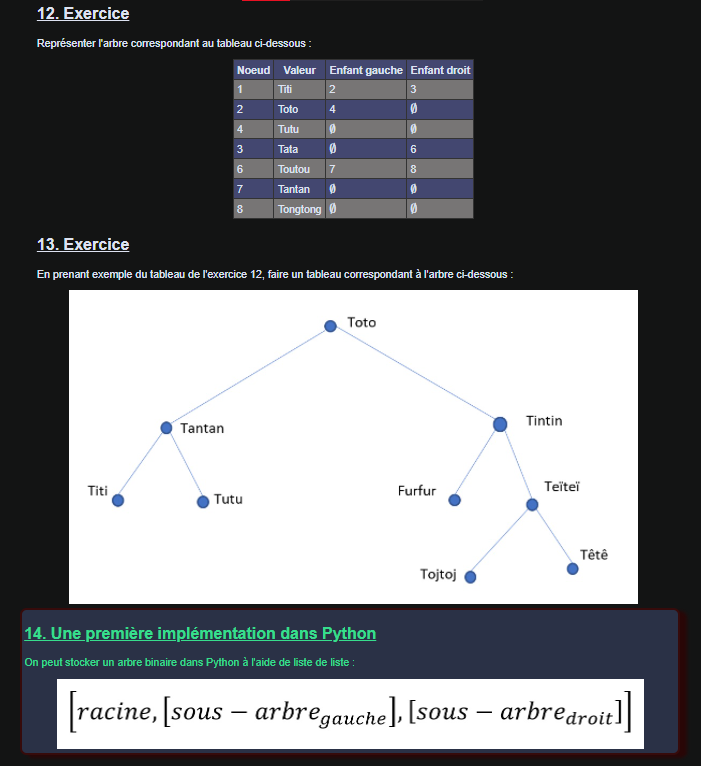 12. Exercice
Représenter l'arbre correspondant au tableau ci-dessous :
Noeud Valeur Enfant gauche Enfant droit
1 Titi 2 3
2 Toto 4 ∅
4 Tutu ∅ ∅
3 Tata ∅ 6
6 Toutou 7 8
7 Tantan ∅ ∅
8 Tongtong ∅ ∅
13. Exercice
En prenant exemple du tableau de l'exercice 12, faire un tableau correspondant à l'arbre ci-dessous :
Toto
Tantan
Tintin
Titi
Tutu
Furfur
Teïteï
Tojtoj
Têtê
14. Une première implémentation dans Python
On peut stocker un arbre binaire dans Python à l'aide de liste de liste :
[racine, [sous − arbre_gauche], [sous − arbre_droit]]